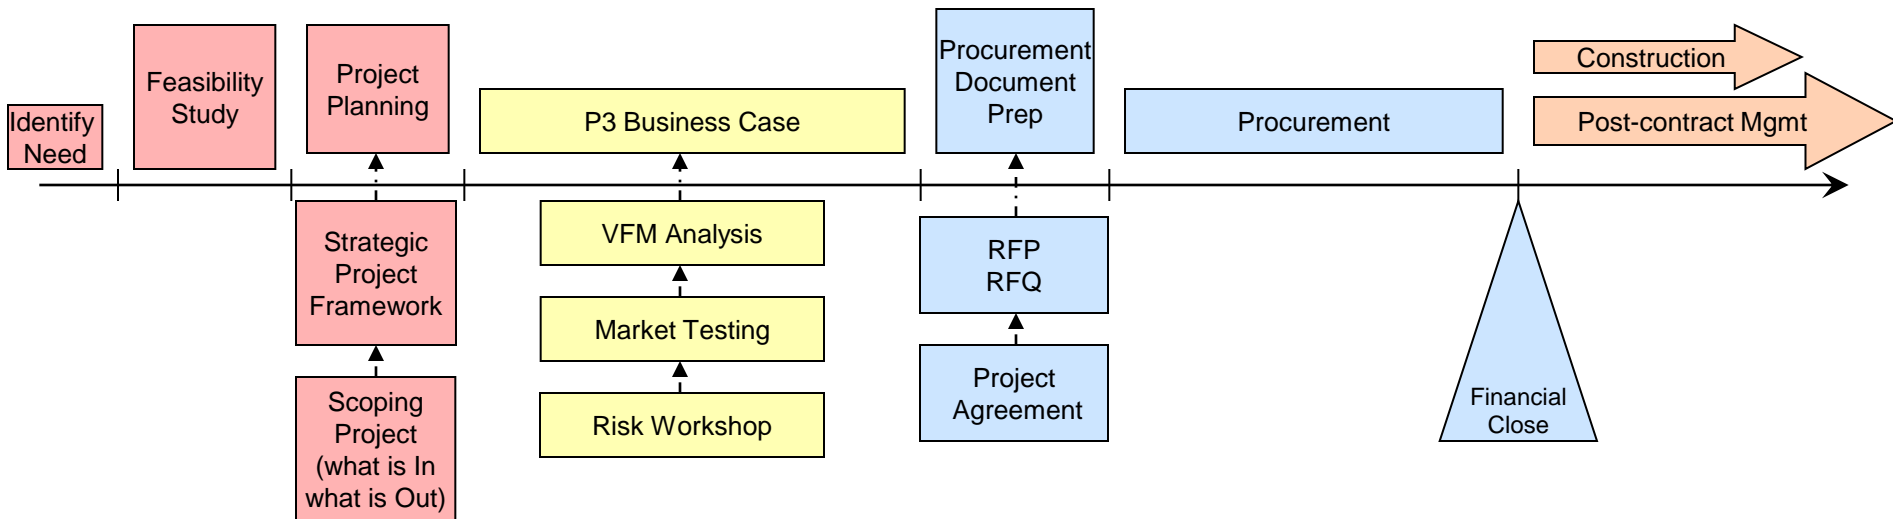 Identify
Need
Feasibility
Study
Project
Planning
P3 Business Case
Procurement
Document
Prep
Procurement
Construction
Post-contract Mgmt
Strategic
Project
Framework
Scoping
Project
(what is In
what is Out)
VFM Analysis
Market Testing
Risk Workshop
RFP
RFQ
Project
Agreement
Financial
Close